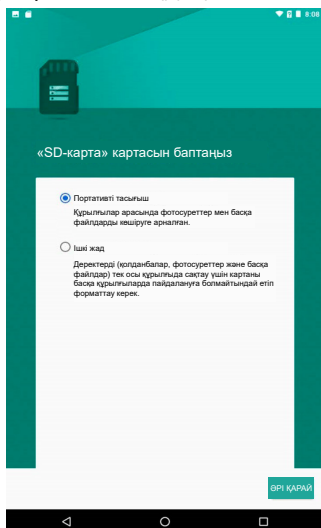 8:08
«SD-карта» картасын баптаңыз
Портативті тасығыш
Құрылғылар арасында фотосуреттер мен басқа
файлдарды көшіруге арналған.
Ішкі жад
Деректерді (қолданбалар, фотосуреттер және басқа
файлдар) тек осы құрылғыда сақтау үшін картаны
басқа құрылғыларда пайдалануға болмайтындай етіп
форматтау керек.
ӘРІ ҚАРАЙ